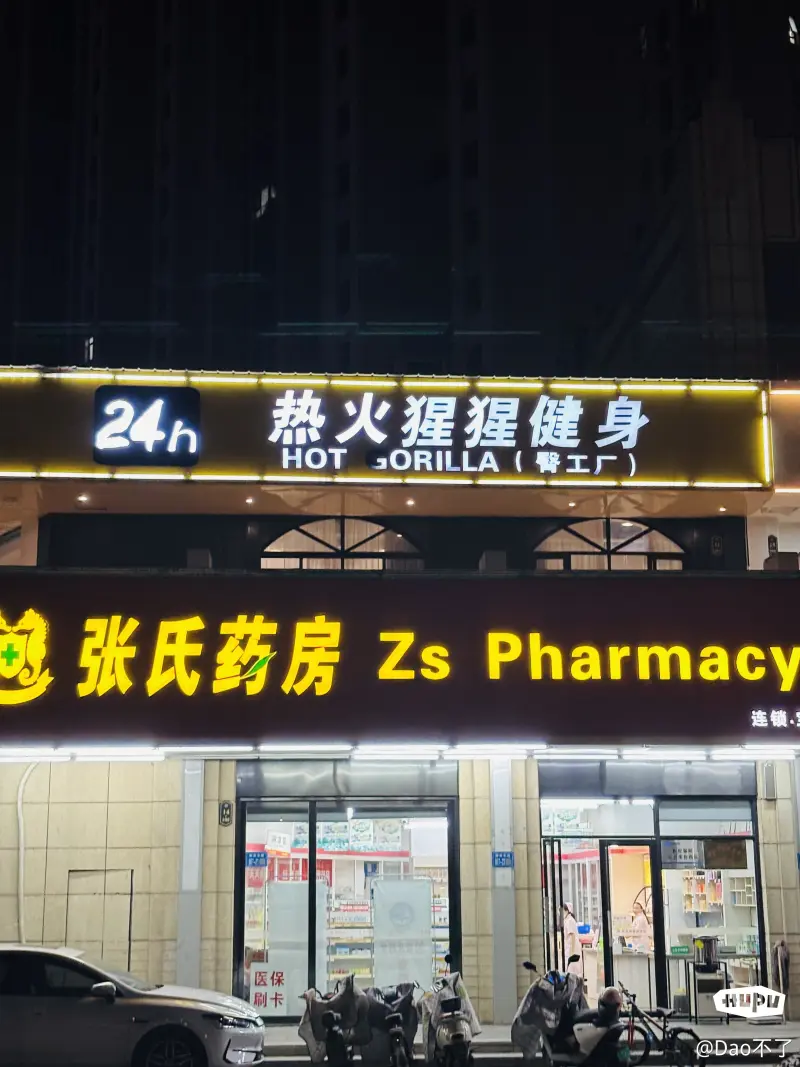 24h
热火猩猩健身
HOT GORILLA (臀工厂)
张氏药房 Zs Pharmacy
连锁.
医保
刷卡
HUPU
@Dao不了